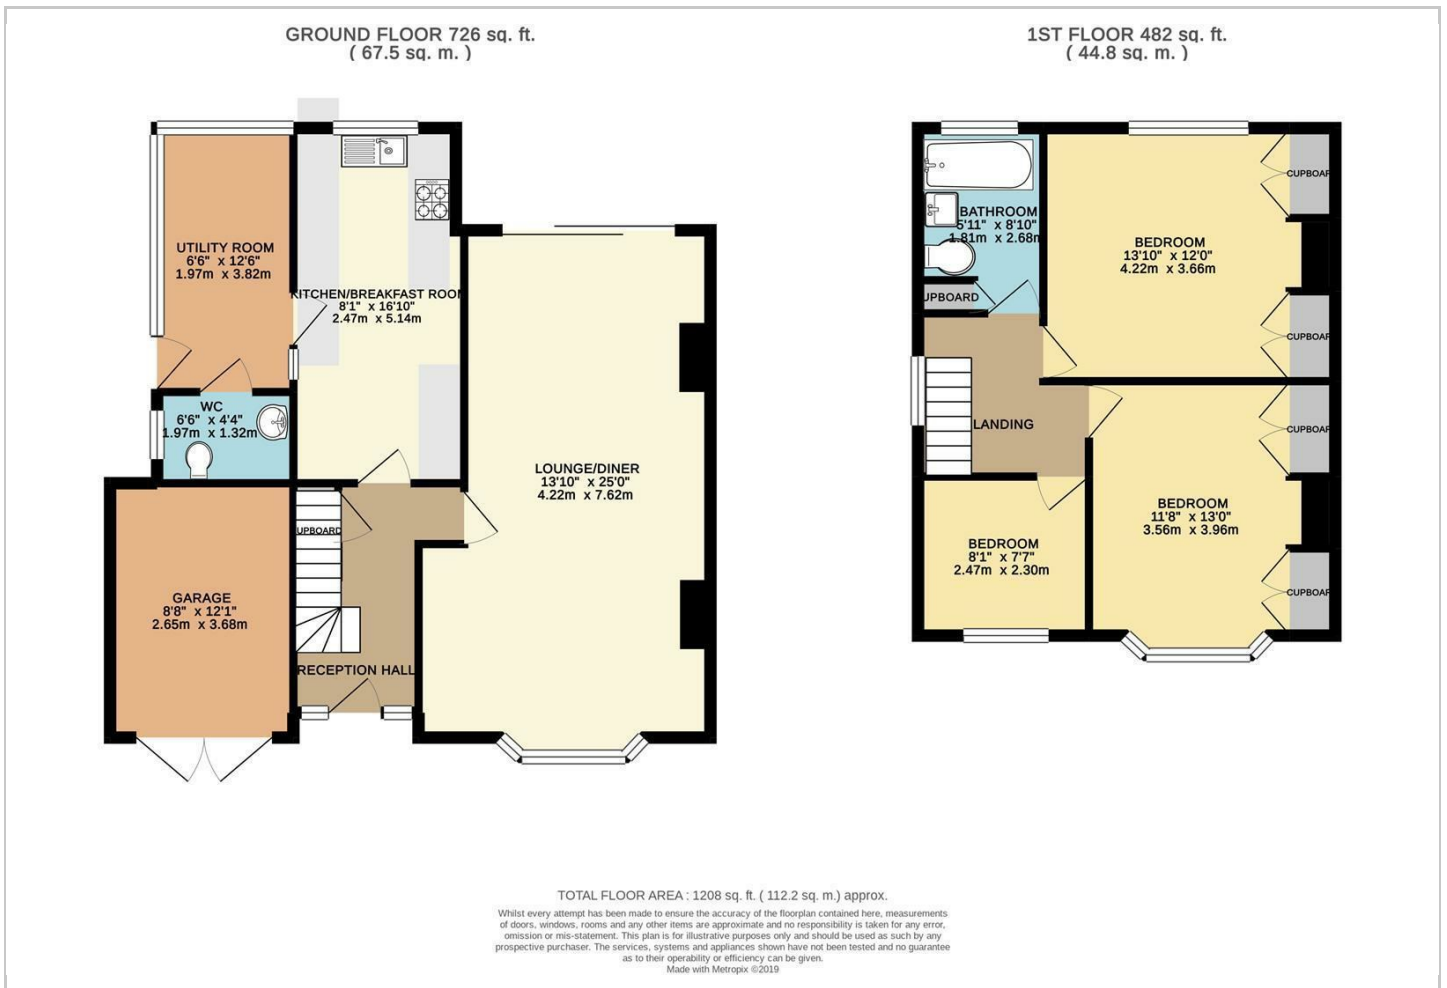 GROUND FLOOR 726 sq. ft.
( 67.5 sq. m. )
1ST FLOOR 482 sq. ft.
( 44.8 sq. m. )
UTILITY ROOM
6'6" x 12'6"
1.97m x 3.82m
KITCHEN/BREAKFAST ROOM
8'1" x 16'10"
2.47m x 5.14m
WC
6'6" x 4'4"
1.97m x 1.32m
LOUNGE/DINER
13'10" x 25'0"
4.22m x 7.62m
UPBOARD
GARAGE
8'8" x 12'1"
2.65m x 3.68m
RECEPTION HALL
BATHROOM
5'11" x 8'10"
1.81m x 2.68m
UPBOARD
BEDROOM
13'10" x 12'0"
4.22m x 3.66m
CUPBOAR
CUPBOAR
LANDING
CUPBOAR
BEDROOM
11'8" x 13'0"
3.56m x 3.96m
BEDROOM
8'1" x 7'7"
2.47m x 2.30m
CUPBOAR
TOTAL FLOOR AREA : 1208 sq. ft. ( 112.2 sq. m.) approx.
Whilst every attempt has been made to ensure the accuracy of the floorplan contained here, measurements
of doors, windows, rooms and any other items are approximate and no responsibility is taken for any error,
omission or mis-statement. This plan is for illustrative purposes only and should be used as such by any
prospective purchaser. The services, systems and appliances shown have not been tested and no guarantee
as to their operability or efficiency can be given.
Made with Metropix ©2019